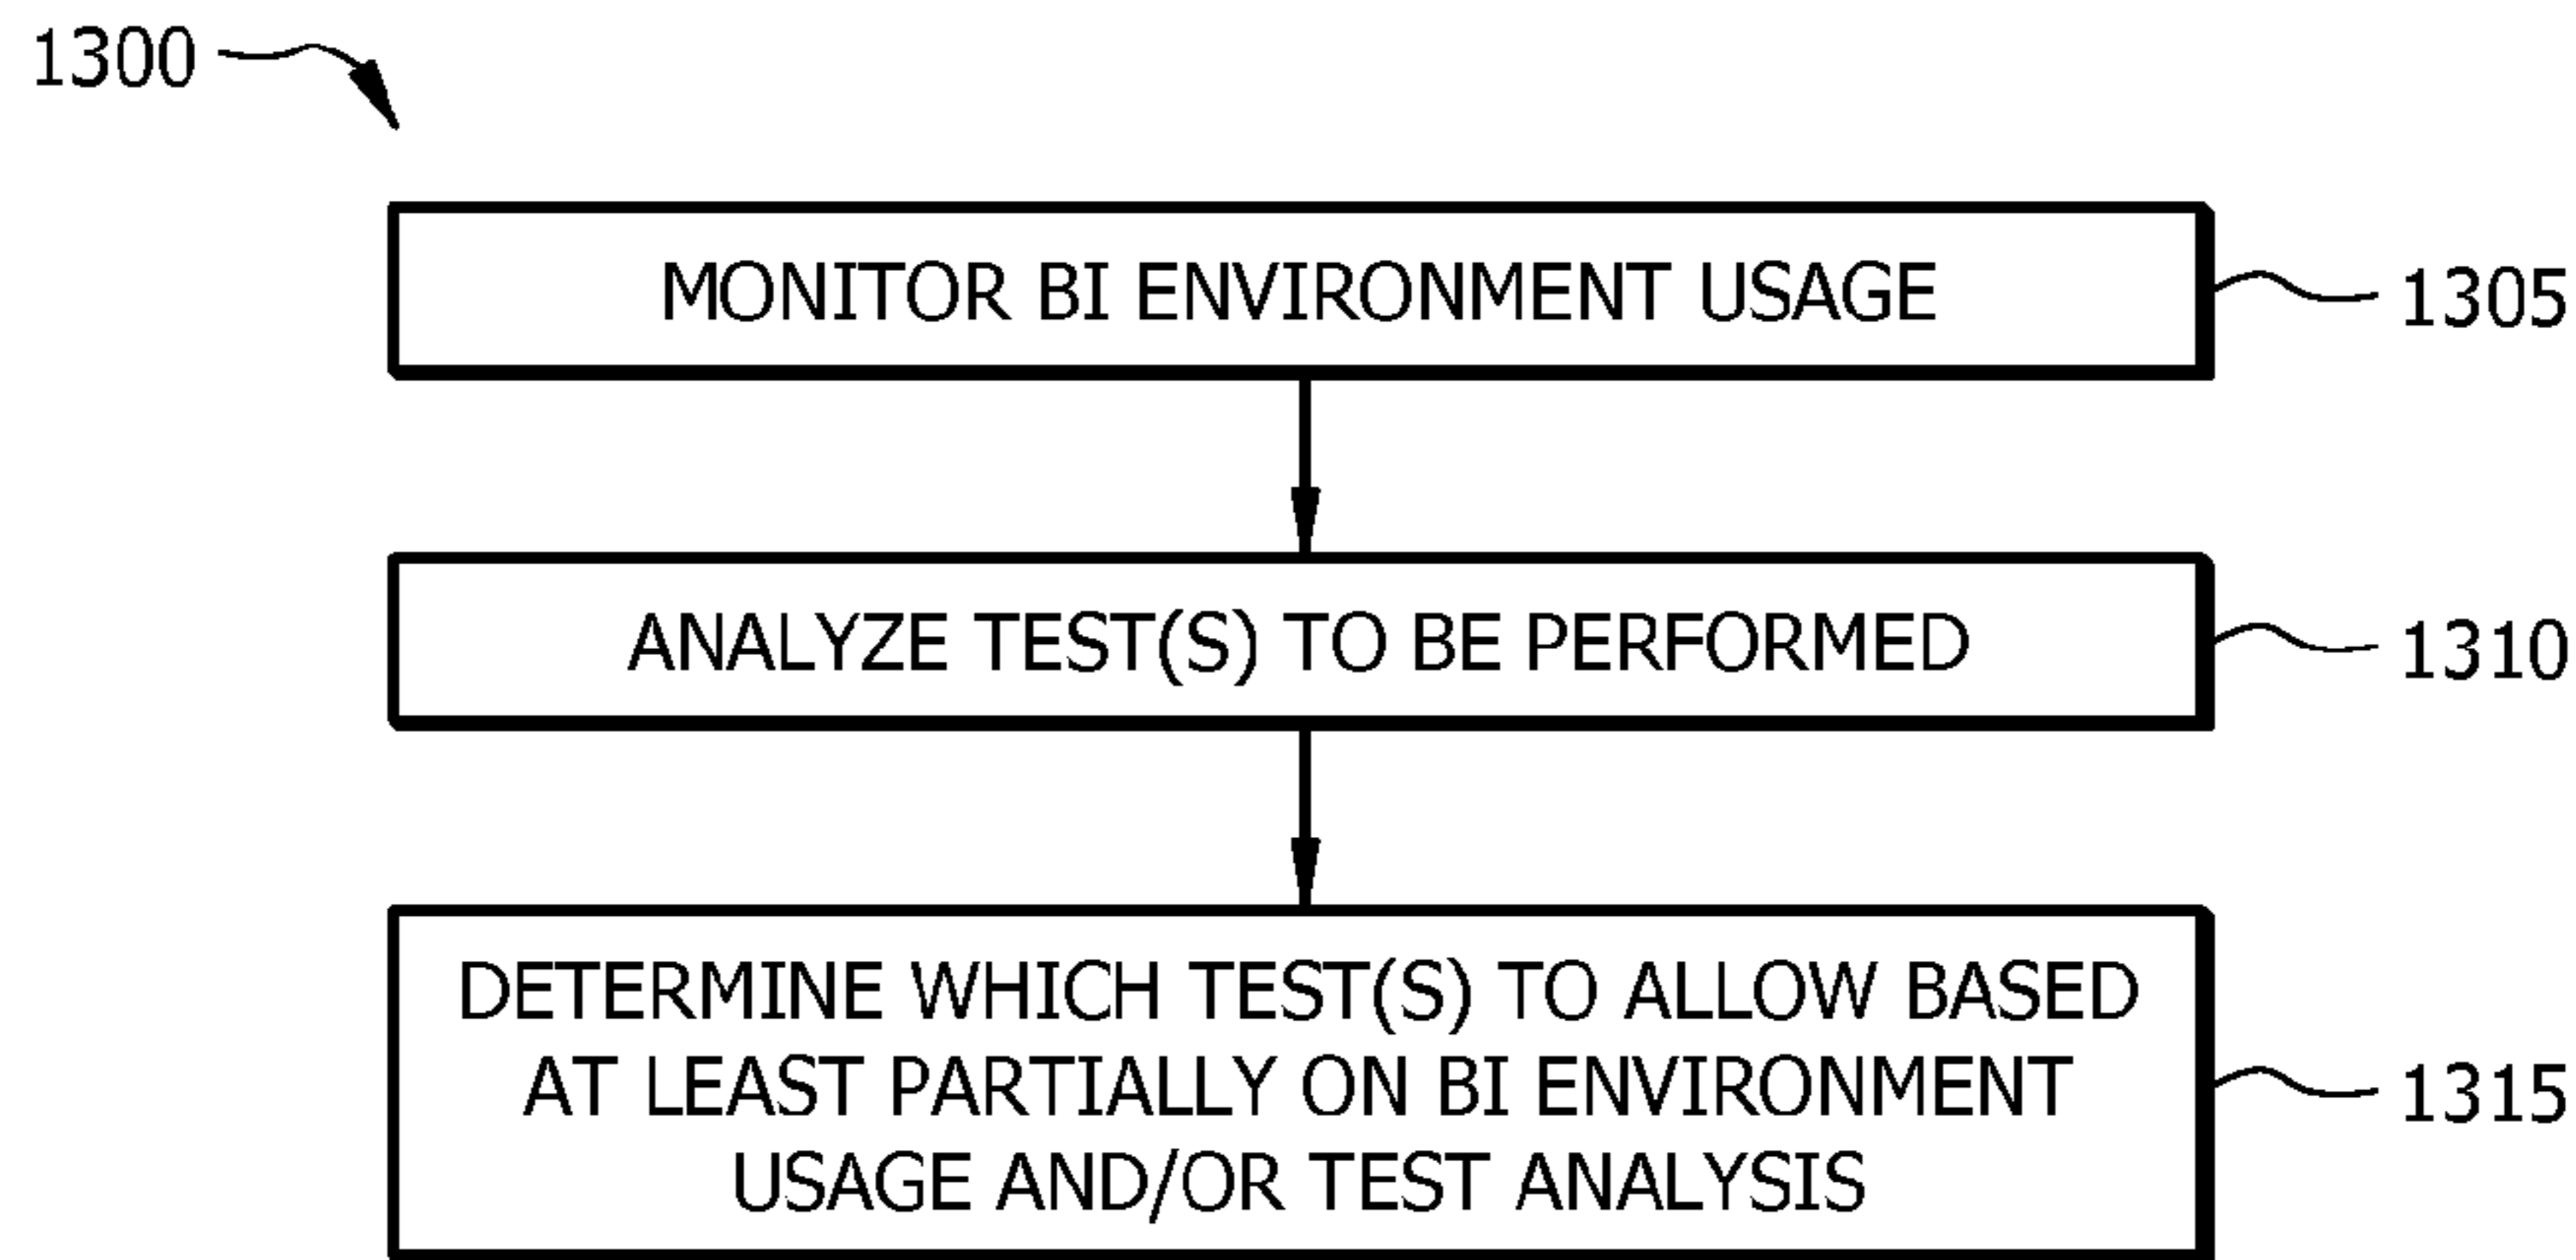 1300
MONITOR BI ENVIRONMENT USAGE
1305
ANALYZE TEST(S) TO BE PERFORMED
1310
DETERMINE WHICH TEST(S) TO ALLOW BASED
AT LEAST PARTIALLY ON BI ENVIRONMENT
USAGE AND/OR TEST ANALYSIS
1315